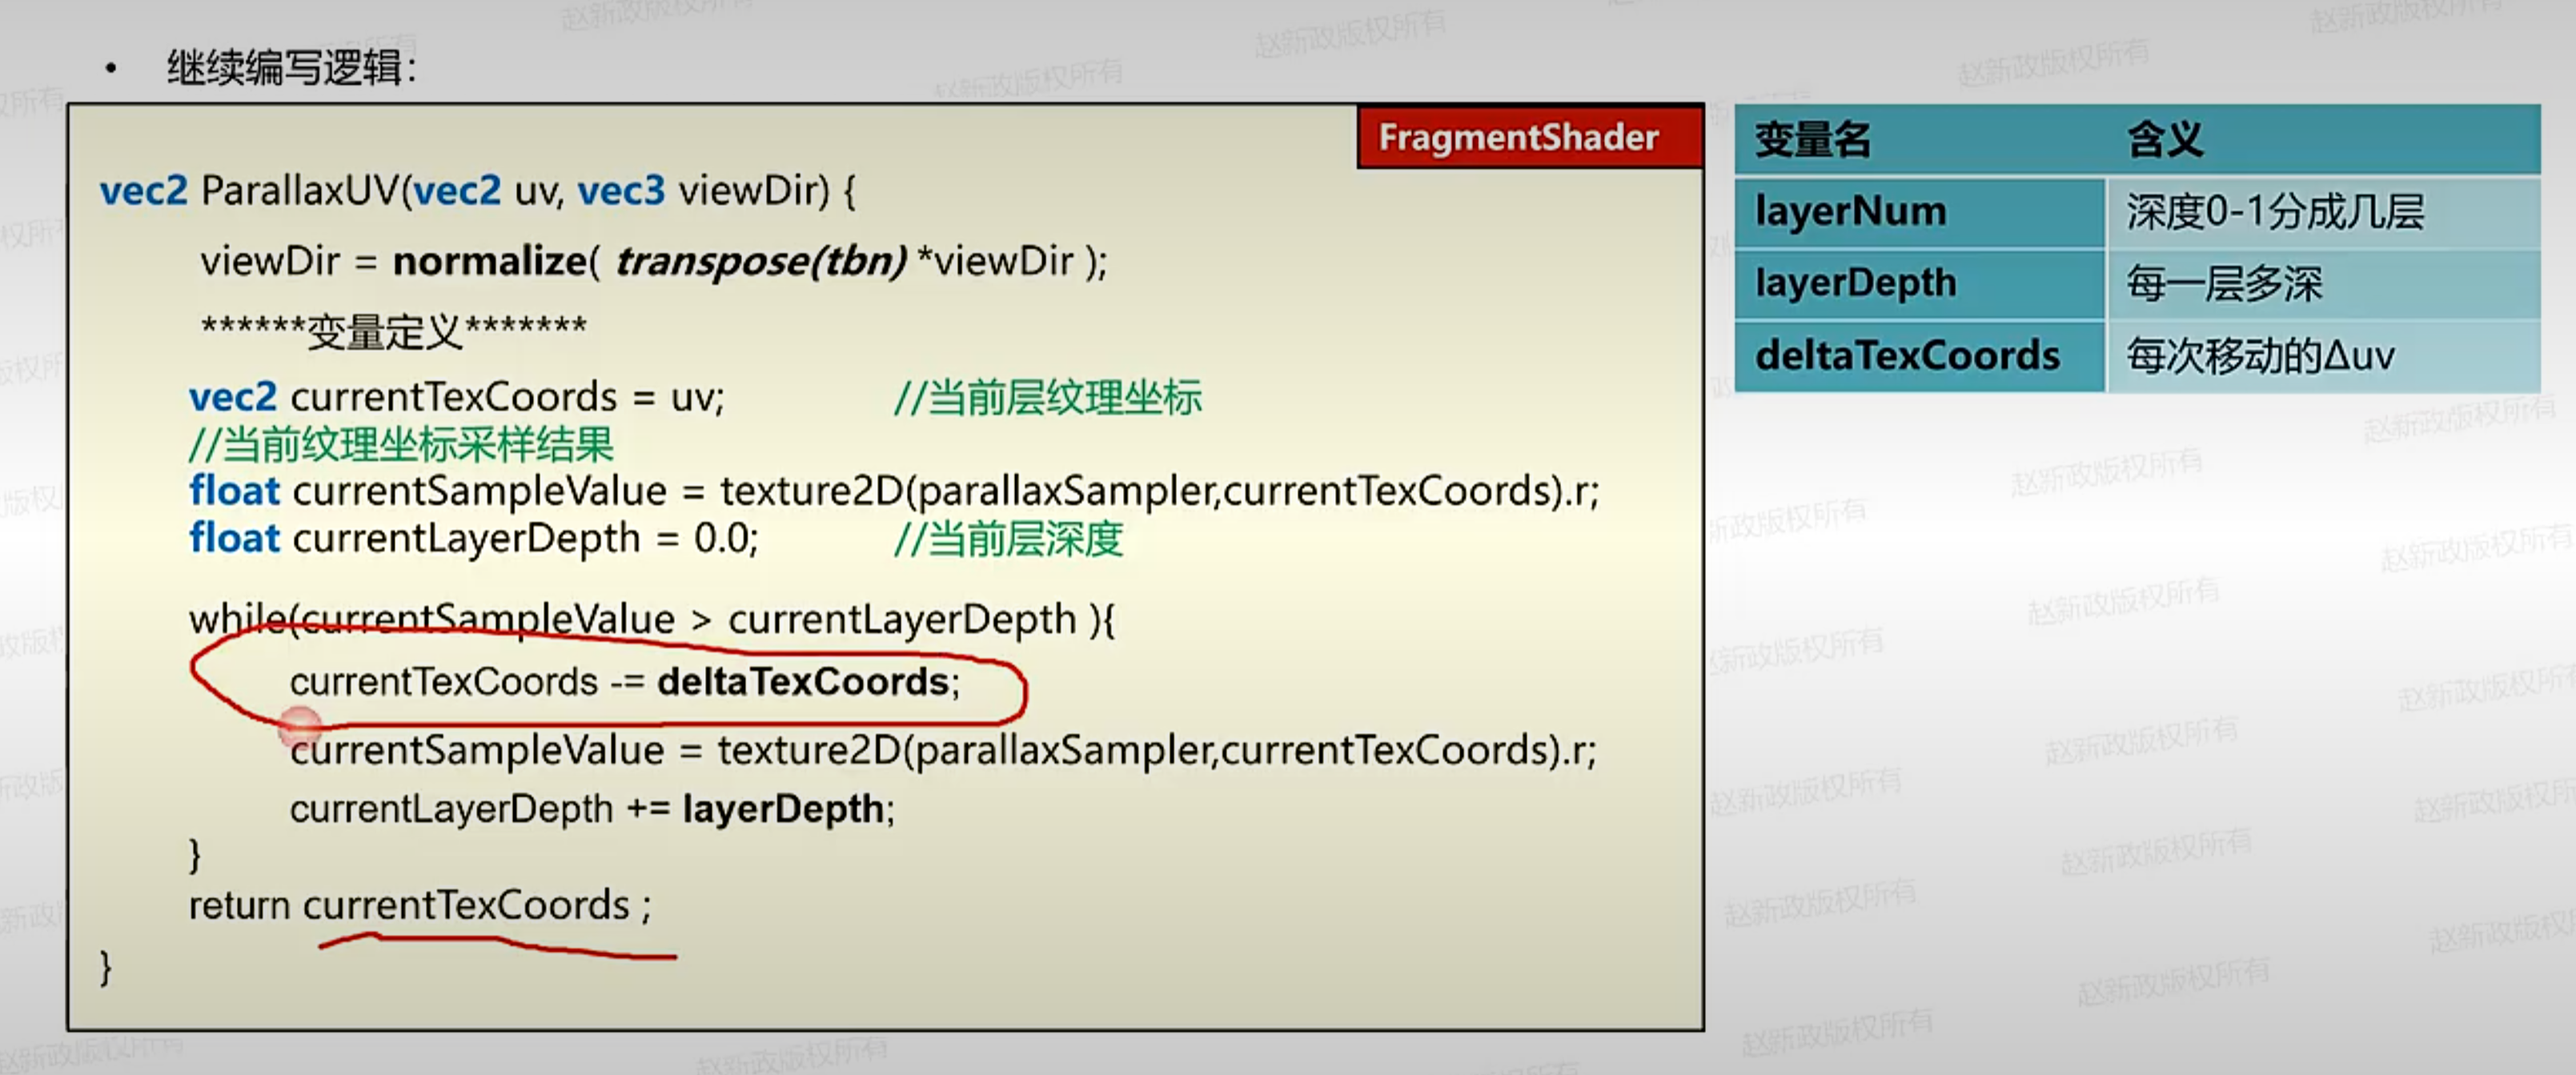 • 继续编写逻辑：
FragmentShader
vec2 ParallaxUV(vec2 uv, vec3 viewDir) {
viewDir = normalize( transpose(tbn) *viewDir );
******变量定义*******
vec2 currentTexCoords = uv; //当前层纹理坐标
//当前纹理坐标采样结果
float currentSampleValue = texture2D(parallaxSampler,currentTexCoords).r;
float currentLayerDepth = 0.0; //当前层深度
while(currentSampleValue > currentLayerDepth ){
currentTexCoords -= deltaTexCoords;
currentSampleValue = texture2D(parallaxSampler,currentTexCoords).r;
currentLayerDepth += layerDepth;
}
return currentTexCoords ;
}
变量名 含义
layerNum 深度0-1分成几层
layerDepth 每一层多深
deltaTexCoords 每次移动的Δuv
赵新政版权所有